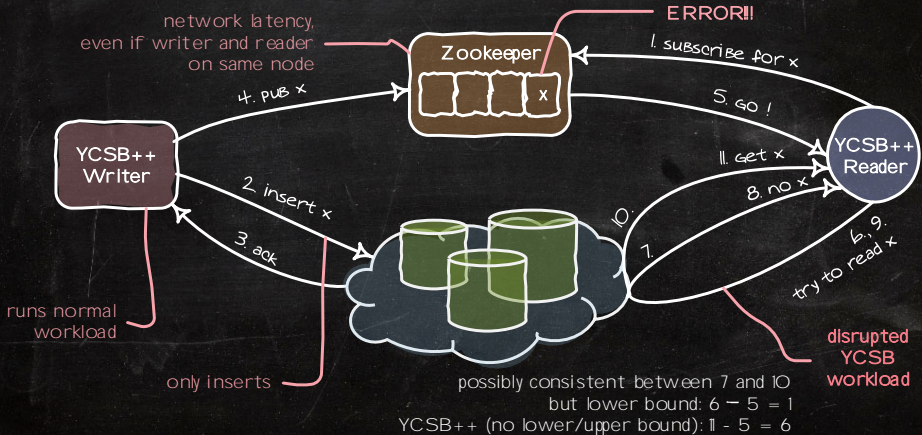 network latency,
even if writer and reader
on same node
ERROR!!!
Zookeeper
x
1. subscribe for x
4. pub x
5. GO !
YCSB++
Writer
YCSB++
Reader
11. get x
8. no x
2. insert x
3. ack
10.
7.
6., 9.
try to read x
runs normal
workload
only inserts
disrupted
YCSB
workload
possibly consistent between 7 and 10
but lower bound: 6 – 5 = 1
YCSB++ (no lower/upper bound): 11 - 5 = 6